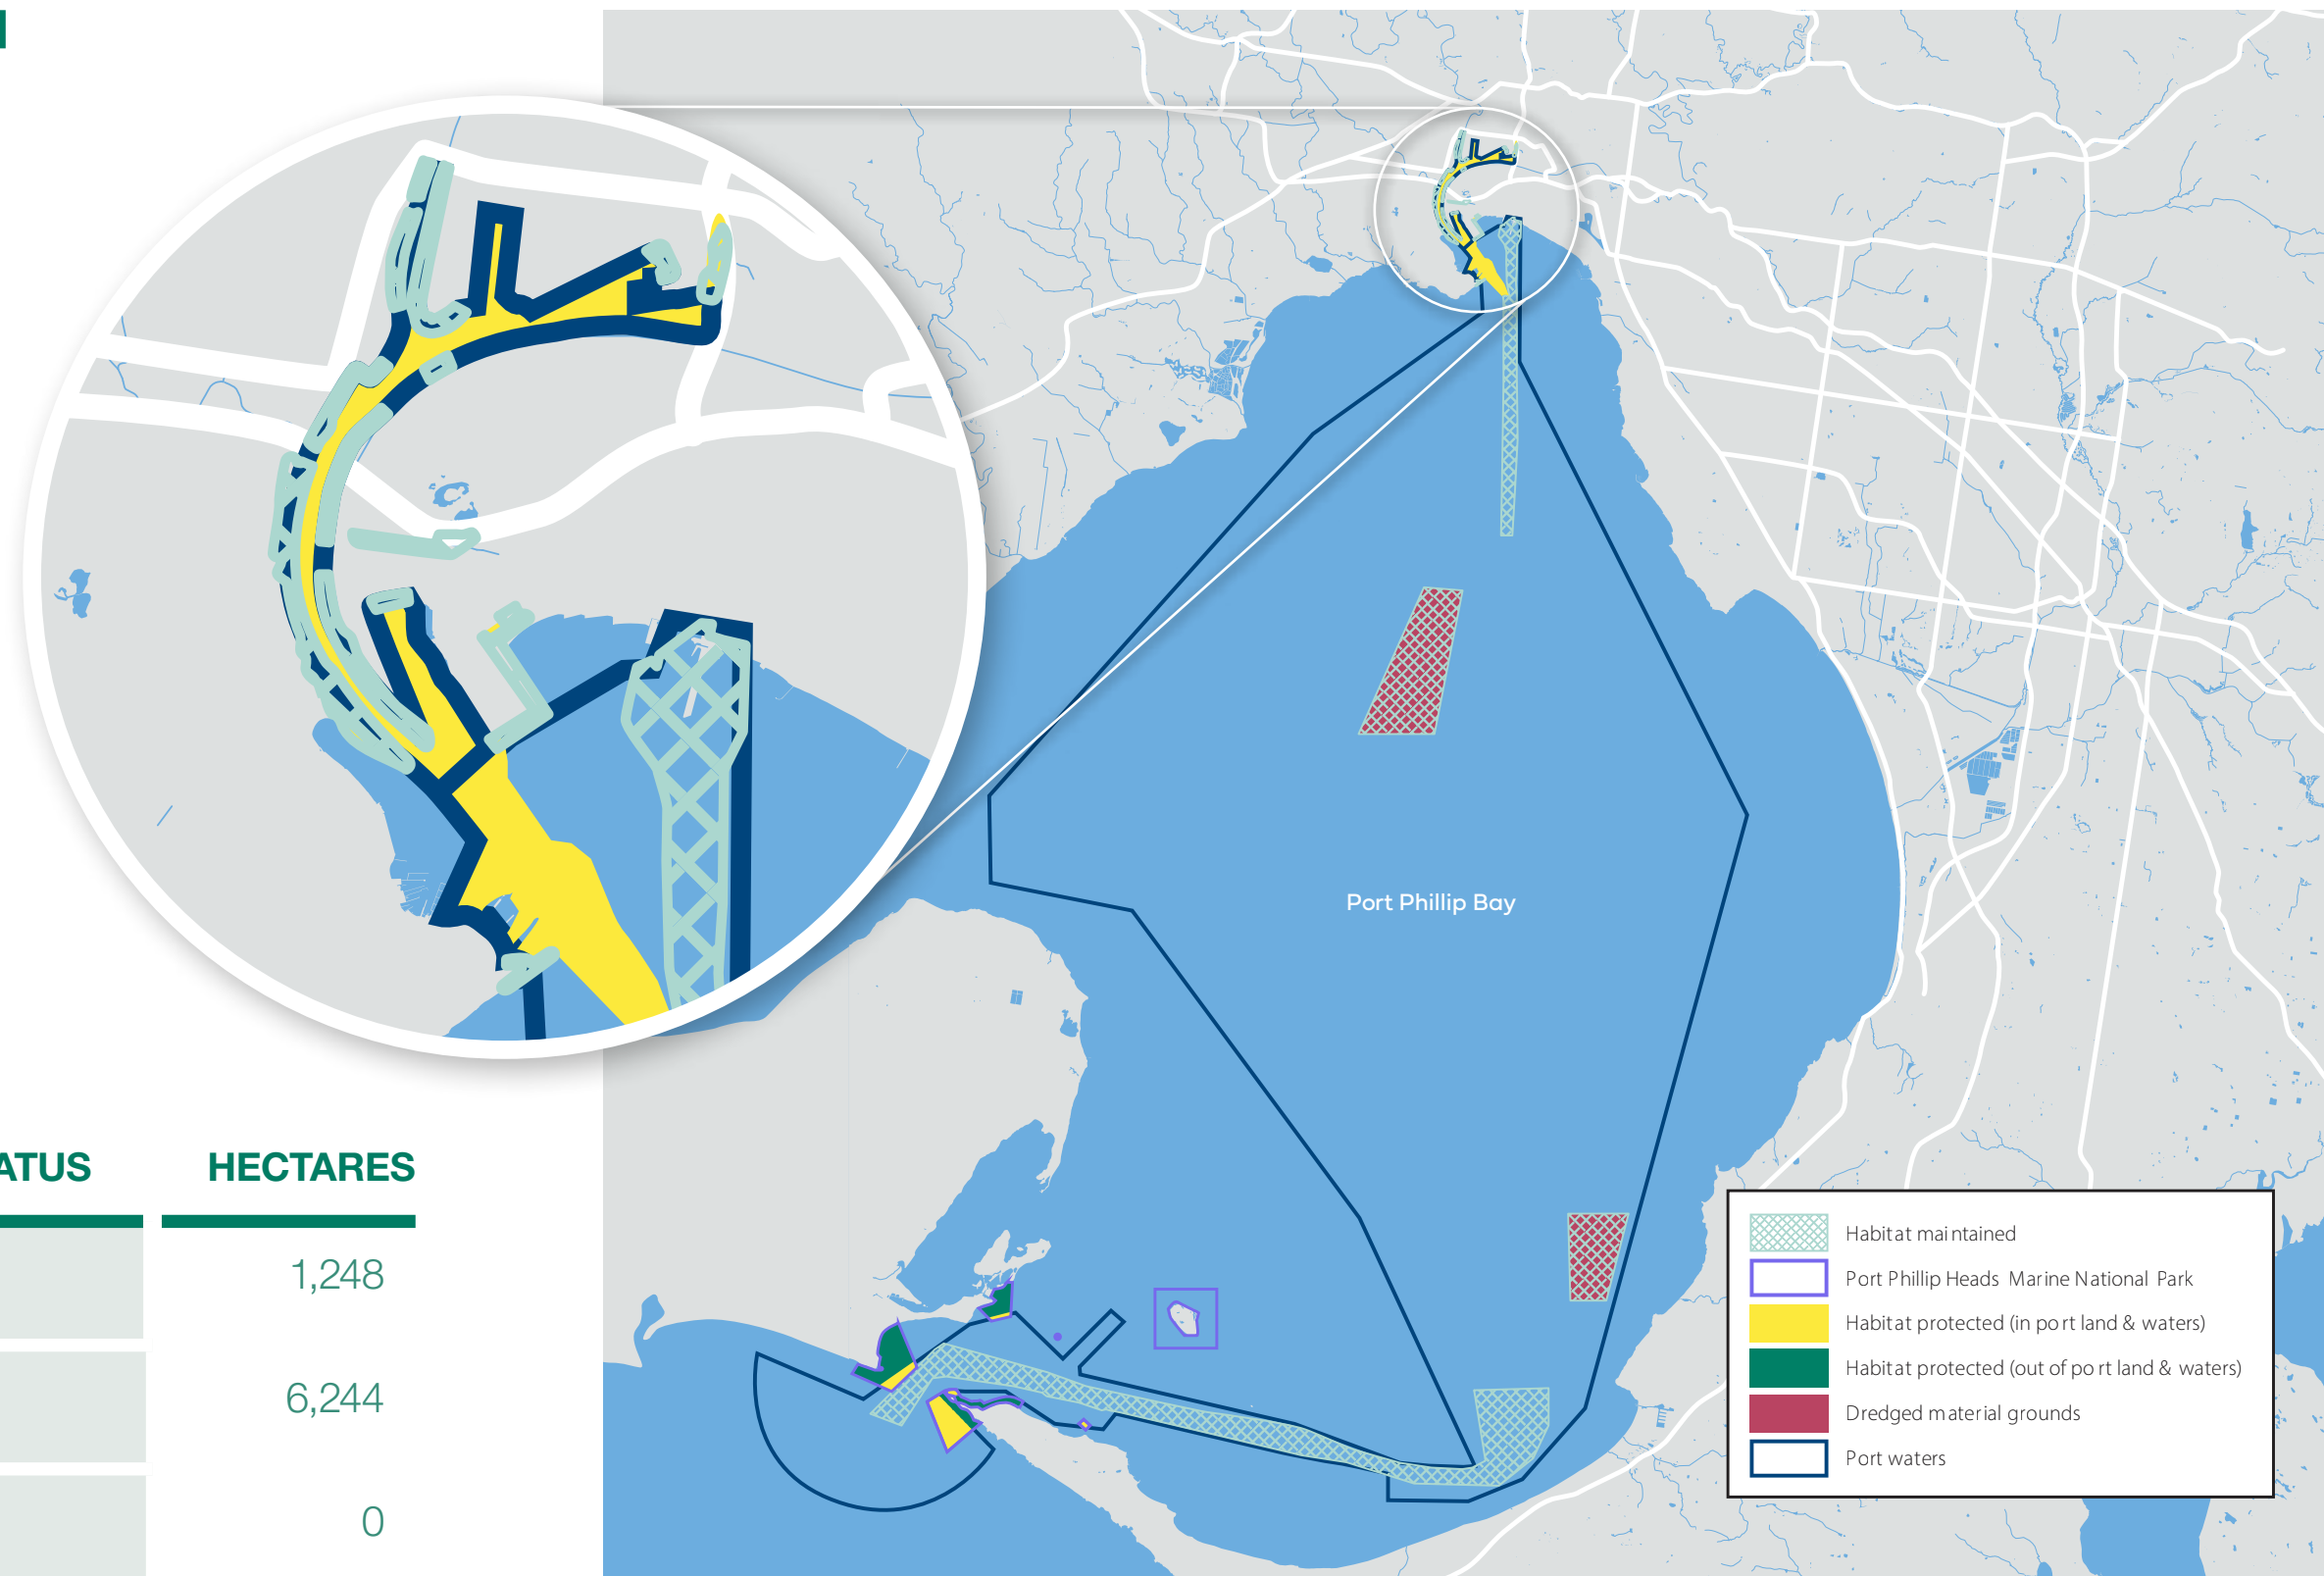 Port Phillip Bay
ATUS HECTARES
1,248
6,244
0
Habitat maintained
Port Phillip Heads Marine National Park
Habitat protected (in port land & waters)
Habitat protected (out of port land & waters)
Dredged material grounds
Port waters